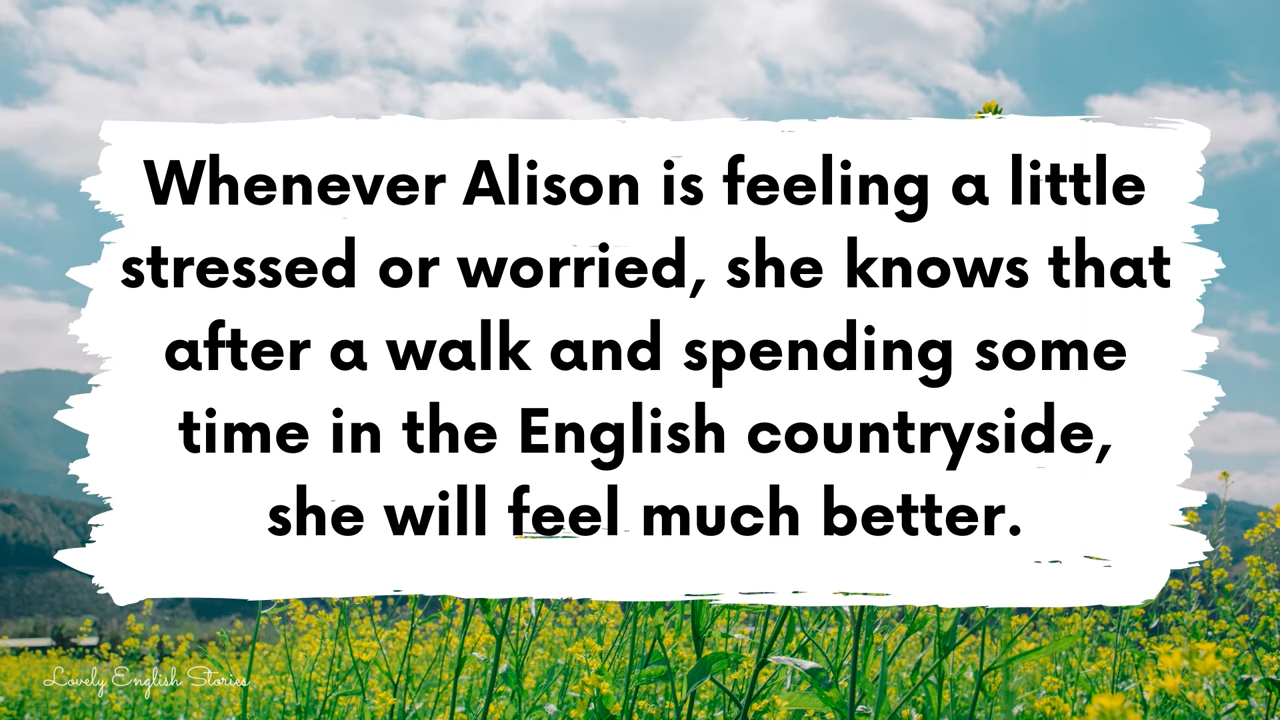 Whenever Alison is feeling a little
stressed or worried, she knows that
after a walk and spending some
time in the English countryside,
she will feel much better.
Lovely English Stories